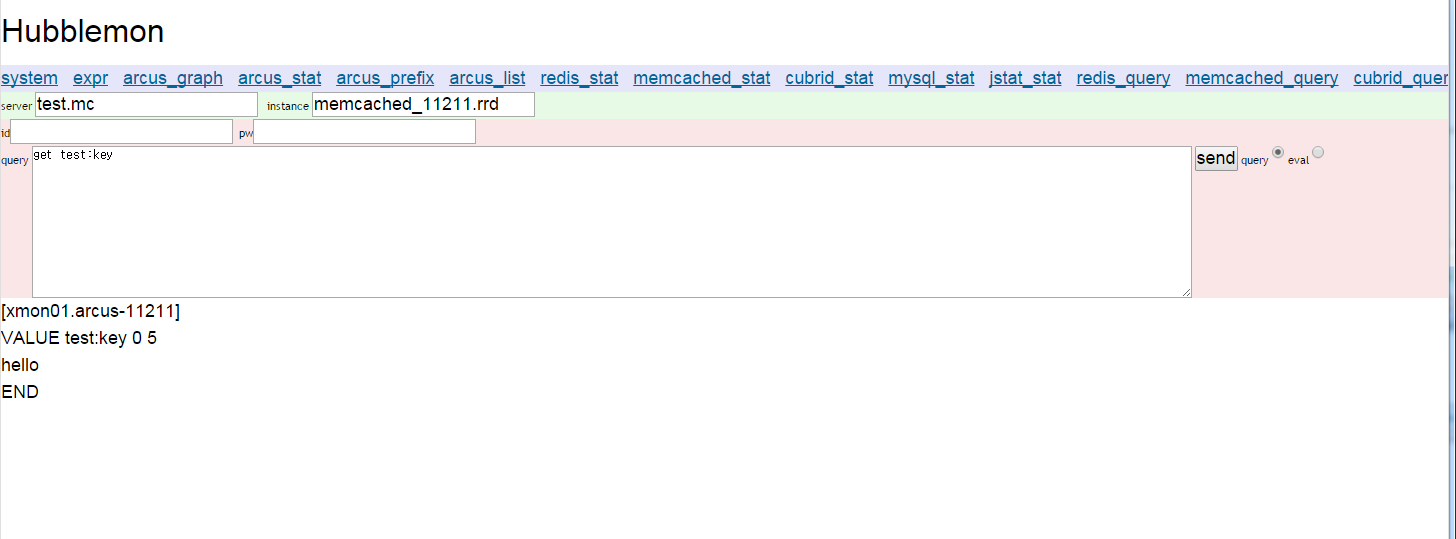 Hubblemon
system expr arcus_graph arcus_stat arcus_prefix arcus_list redis_stat memcached_stat cubrid_stat mysql_stat jstat_stat redis_query memcached_query cubrid_quer
server test.mc instance memcached_11211.rrd
id pw
query get test:key send query eval
[xmon01.arcus-11211]
VALUE test:key 0 5
hello
END